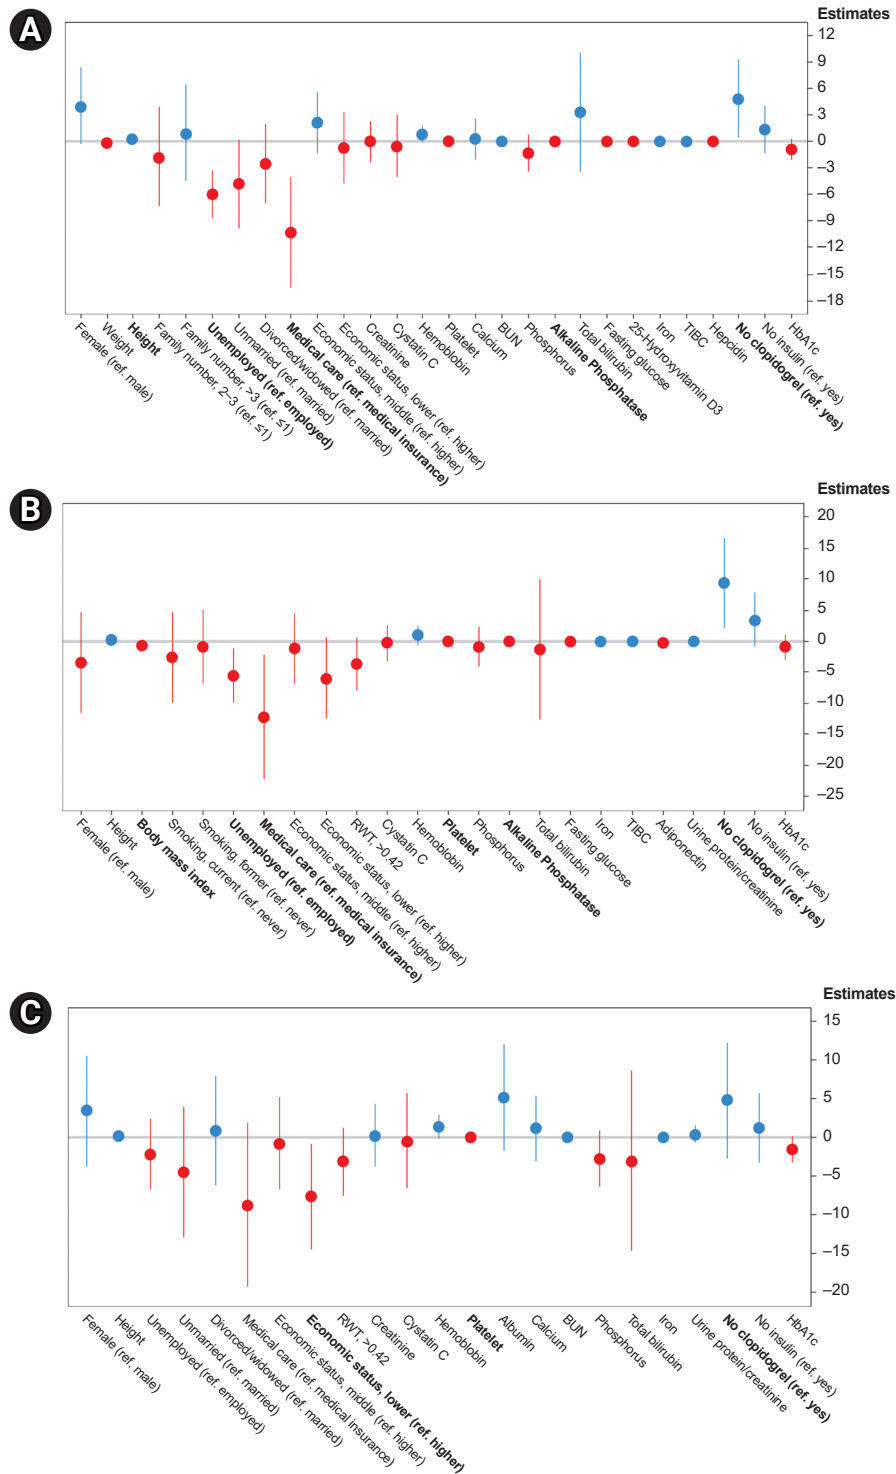 A
Estimates
12
9
6
3
0
–3
–6
–9
–12
–15
–18
Female (ref. male)
Weight
Height
Family number, 2–3 (ref. ≤1)
Family number, >3 (ref. ≤1)
Unemployed (ref. employed)
Unmarried (ref. married)
Divorced/widowed (ref. married)
Medical care (ref. medical insurance)
Economic status, middle (ref. higher)
Economic status, lower (ref. higher)
Creatinine
Cystatin C
Hemoblobin
Platelet
Calcium
BUN
Phosphorus
Alkaline Phosphatase
Total bilirubin
Fasting glucose
25-Hydroxyvitamin D3
Iron
TIBC
Hepcidin
No clopidogrel (ref. yes)
No insulin (ref. yes)
HbA1c
B
Estimates
20
15
10
5
0
–5
–10
–15
–20
–25
Female (ref. male)
Height
Body mass index
Smoking, current (ref. never)
Smoking, former (ref. never)
Unemployed (ref. employed)
Medical care (ref. medical insurance)
Economic status, middle (ref. higher)
Economic status, lower (ref. higher)
RWT, >0.42
Cystatin C
Hemoblobin
Platelet
Phosphorus
Alkaline Phosphatase
Total bilirubin
Fasting glucose
Iron
TIBC
Adiponectin
Urine protein/creatinine
No clopidogrel (ref. yes)
No insulin (ref. yes)
HbA1c
C
Estimates
15
10
5
0
–5
–10
–15
–20
Female (ref. male)
Height
Unemployed (ref. employed)
Unmarried (ref. married)
Divorced/widowed (ref. married)
Medical care (ref. medical insurance)
Economic status, middle (ref. higher)
Economic status, lower (ref. higher)
RWT, >0.42
Creatinine
Cystatin C
Hemoblobin
Platelet
Albumin
Calcium
BUN
Phosphorus
Total bilirubin
Iron
Urine protein/creatinine
No clopidogrel (ref. yes)
No insulin (ref. yes)
HbA1c